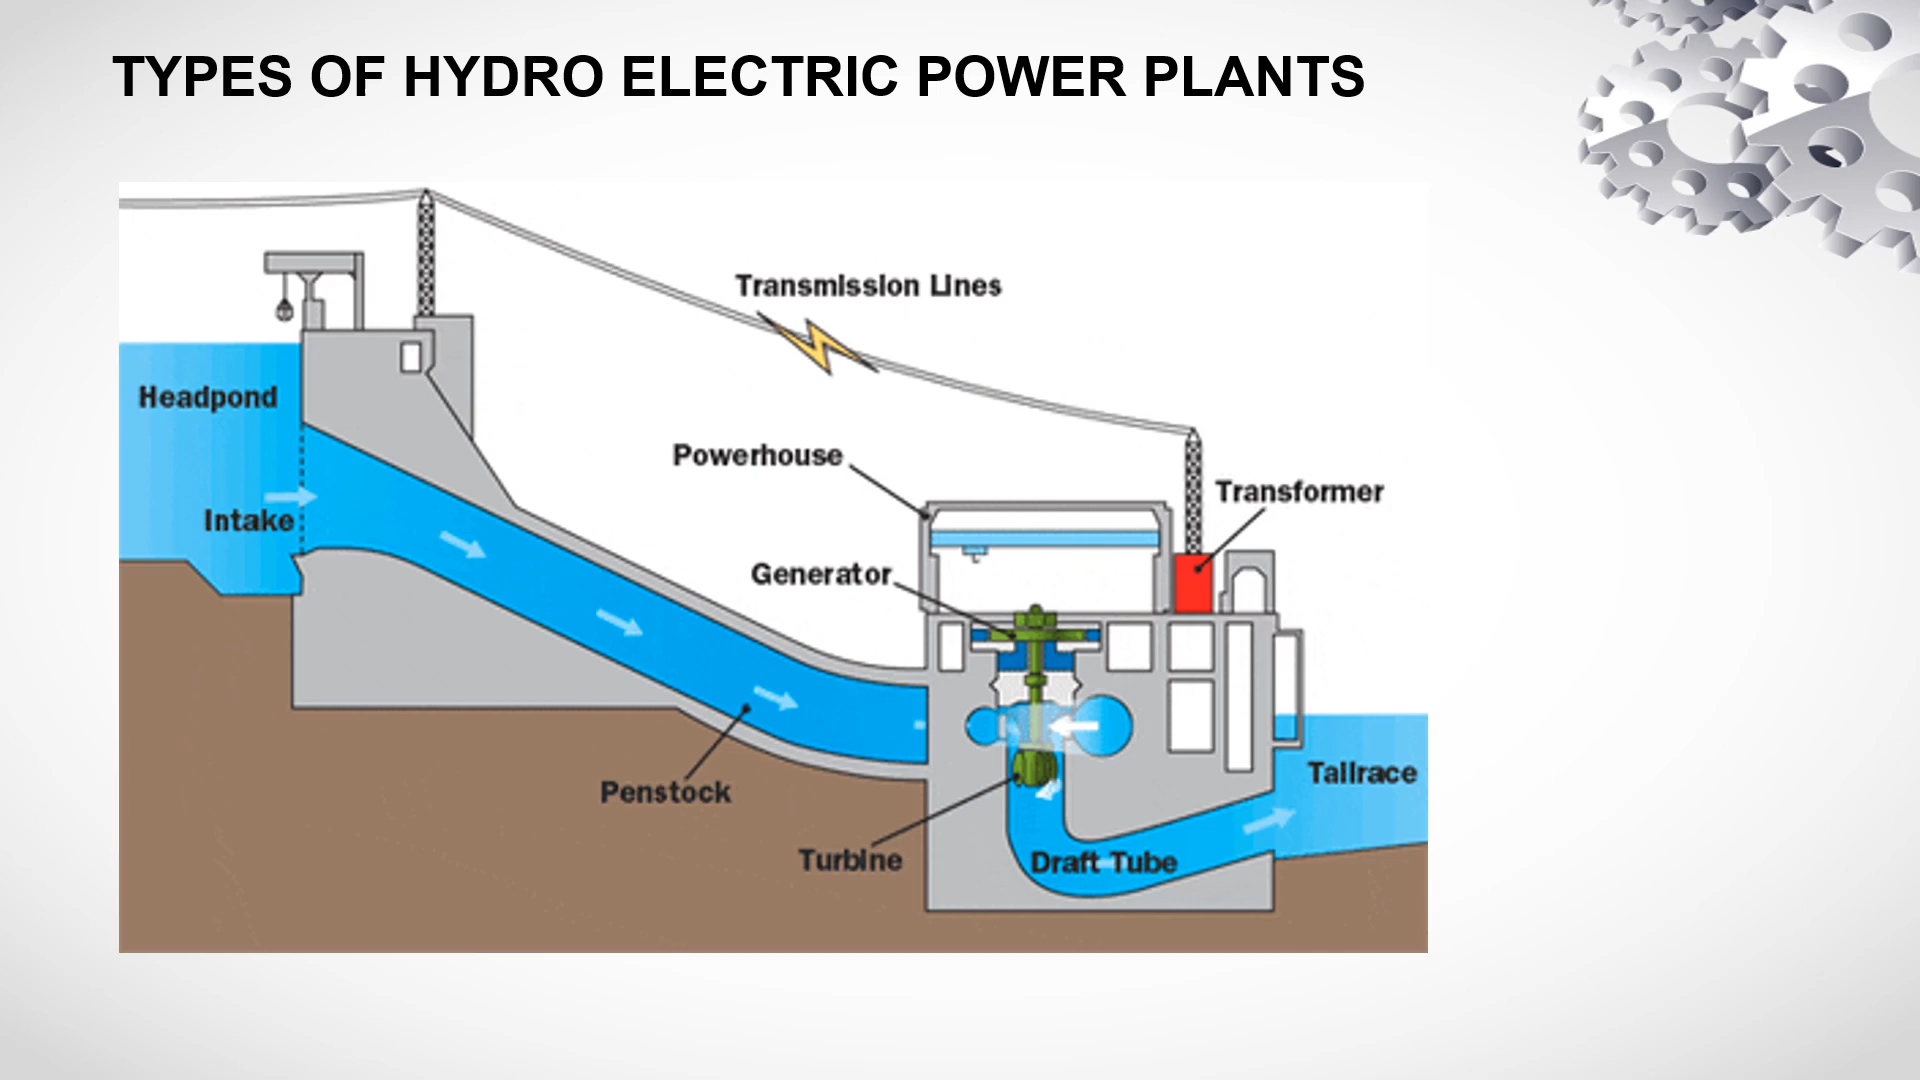 TYPES OF HYDRO ELECTRIC POWER PLANTS
Transmission Lines
Headpond
Powerhouse
Transformer
Intake
Generator
Tailrace
Penstock
Turbine
Draft Tube